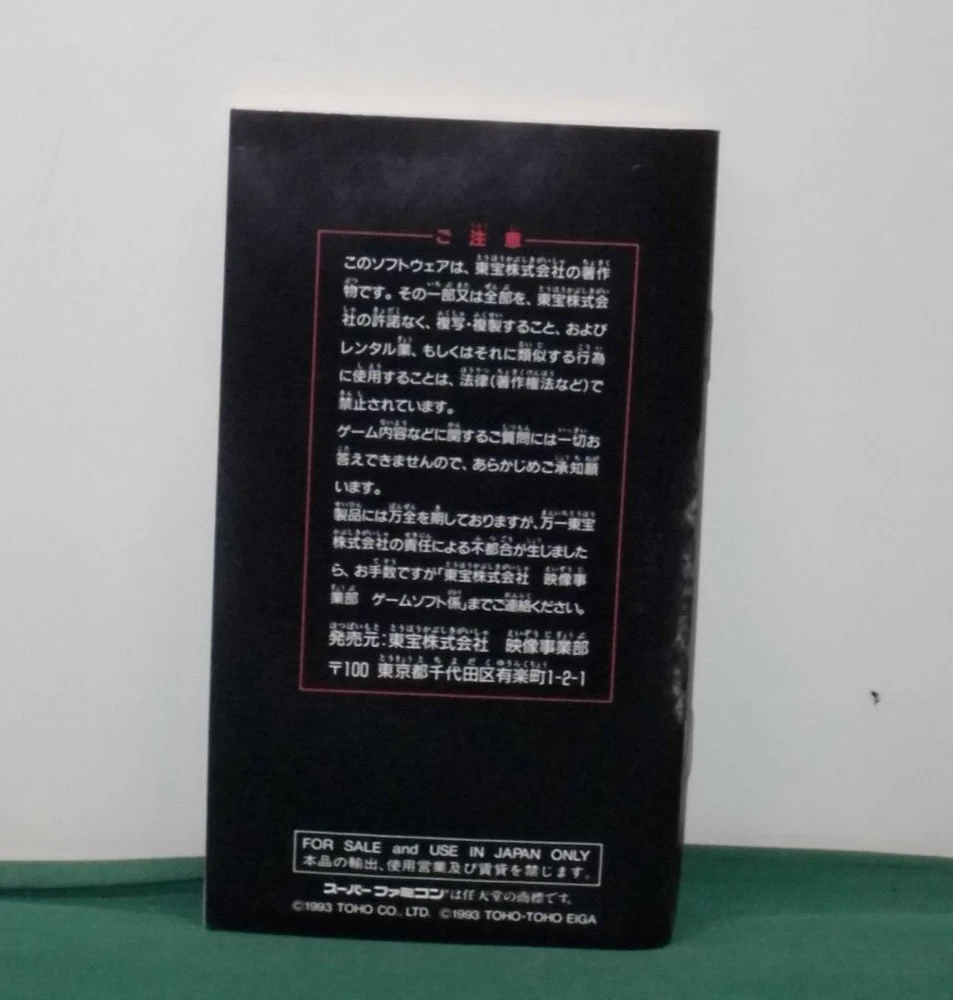 ご注意
このソフトウェアは、東宝株式会社の著作
物です。その一部又は全部を、東宝株式会
社の許諾なく、複写・複製すること、および
レンタル業、もしくはそれに類似する行為
に使用することは、法律(著作権法など)で
禁止されています。
ゲーム内容などに関するご質問には一切お
答えできませんので、あらかじめご承知願
います。
製品には万全を期しておりますが、万一東宝
株式会社の責任による不都合が生じました
ら、お手数ですが「東宝株式会社 映像事
業部 ゲームソフト係」までご連絡ください。
発売元:東宝株式会社 映像事業部
〒100 東京都千代田区有楽町1-2-1
FOR SALE and USE IN JAPAN ONLY
本品の輸出、使用営業及び賃貸を禁じます。
スーパーファミコンは任天堂の商標です。
©1993 TOHO CO., LTD. ©1993 TOHO・TOHO EIGA